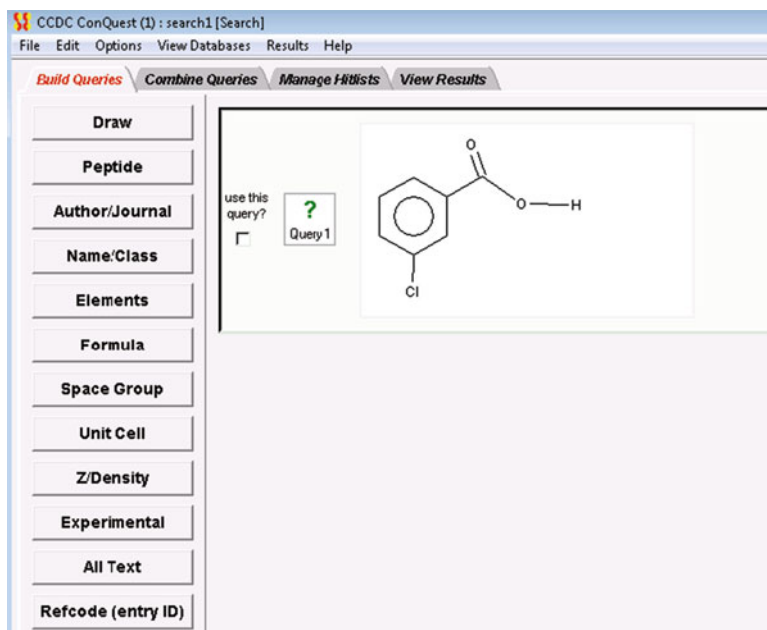 CCDC ConQuest (1) : search1 [Search]
File Edit Options View Databases Results Help
Build Queries Combine Queries Manage Hitlists View Results
Draw
Peptide
Author/Journal
Name/Class
Elements
Formula
Space Group
Unit Cell
Z/Density
Experimental
All Text
Refcode (entry ID)
use this
query?
?
Query 1
O
O H
Cl